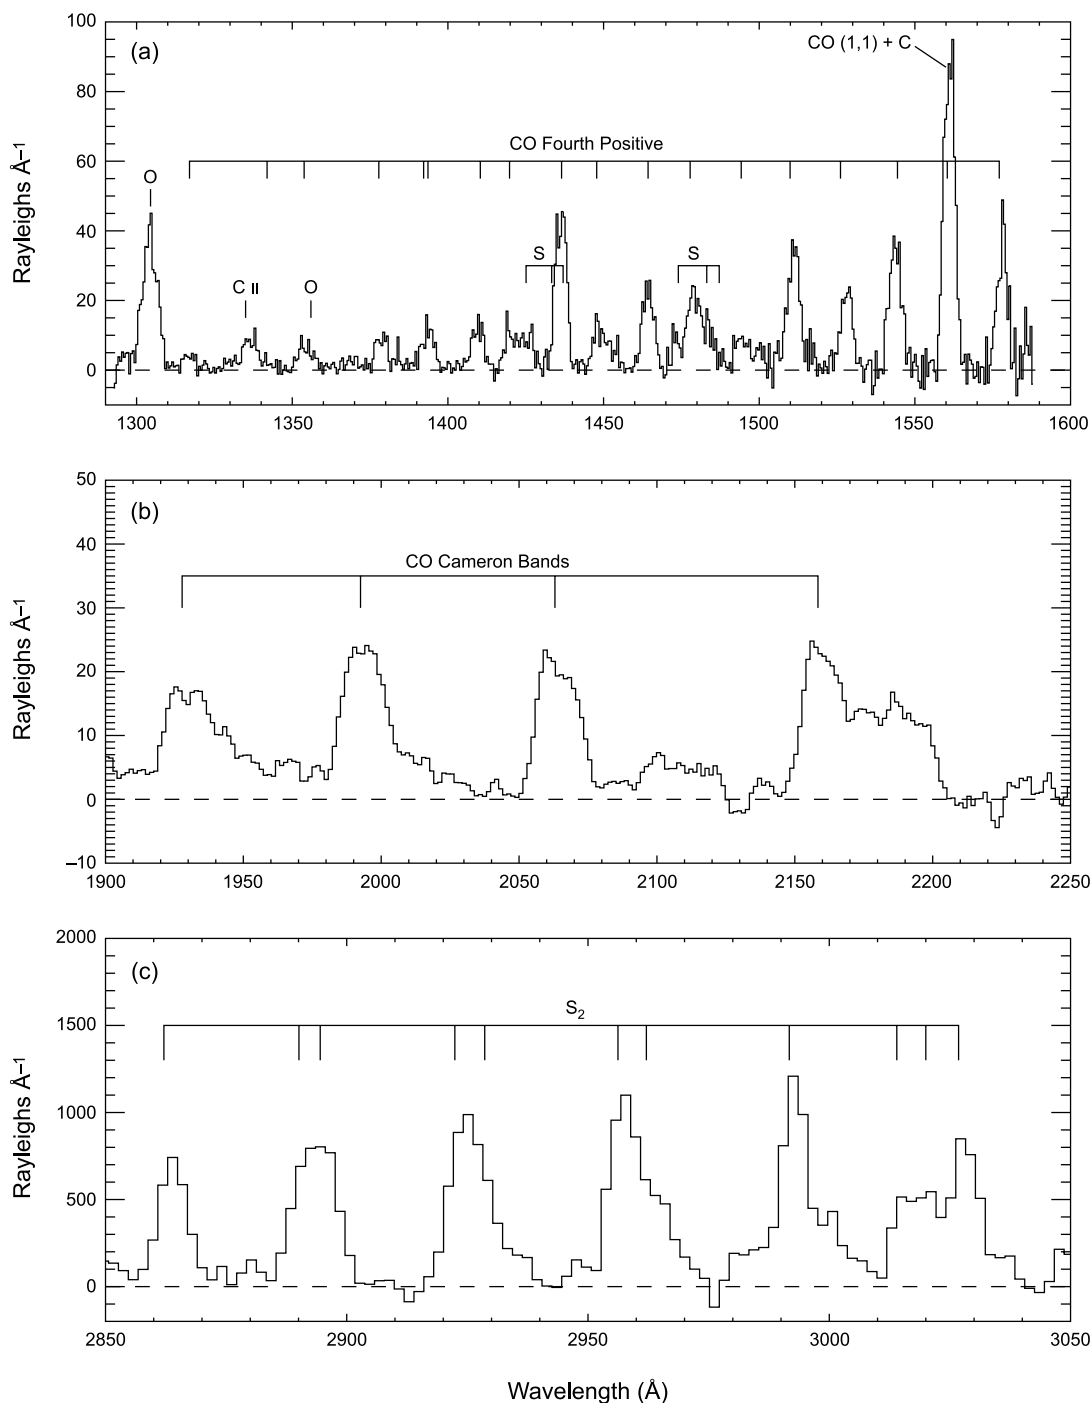 100
(a)
CO (1,1) + C
80
CO Fourth Positive
60
O
40
S
S
C II
O
20
0
Rayleighs Å–1
1300
1350
1400
1450
1500
1550
1600
50
(b)
40
CO Cameron Bands
30
20
10
0
–10
Rayleighs Å–1
1900
1950
2000
2050
2100
2150
2200
2250
2000
(c)
S2
1500
1000
500
0
Rayleighs Å–1
2850
2900
2950
3000
3050
Wavelength (Å)